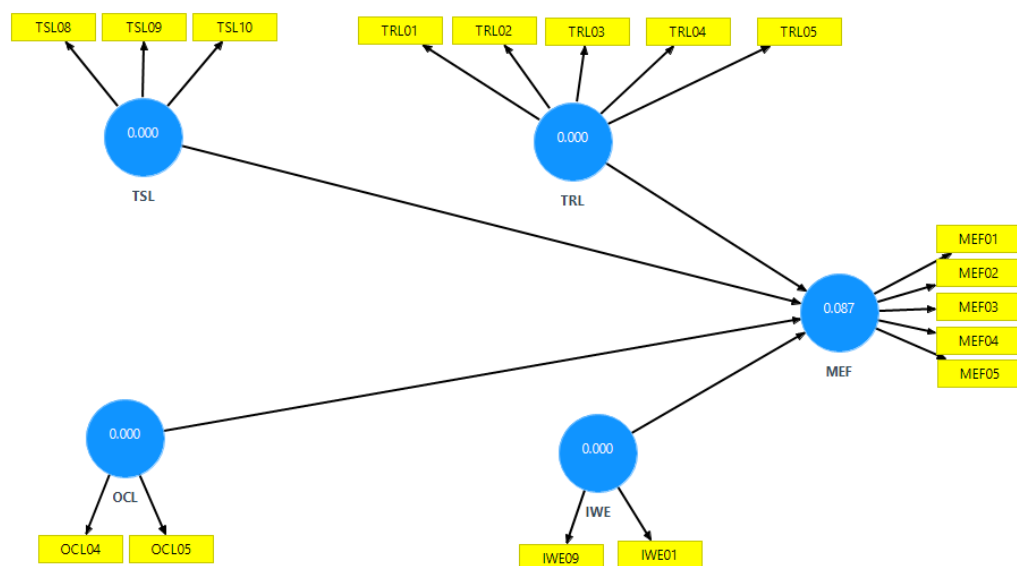 TSL08
TSL09
TSL10
TRL01
TRL02
TRL03
TRL04
TRL05
0.000
TSL
0.000
TRL
MEF01
MEF02
MEF03
MEF04
MEF05
0.087
MEF
0.000
OCL
0.000
IWE
OCL04
OCL05
IWE09
IWE01